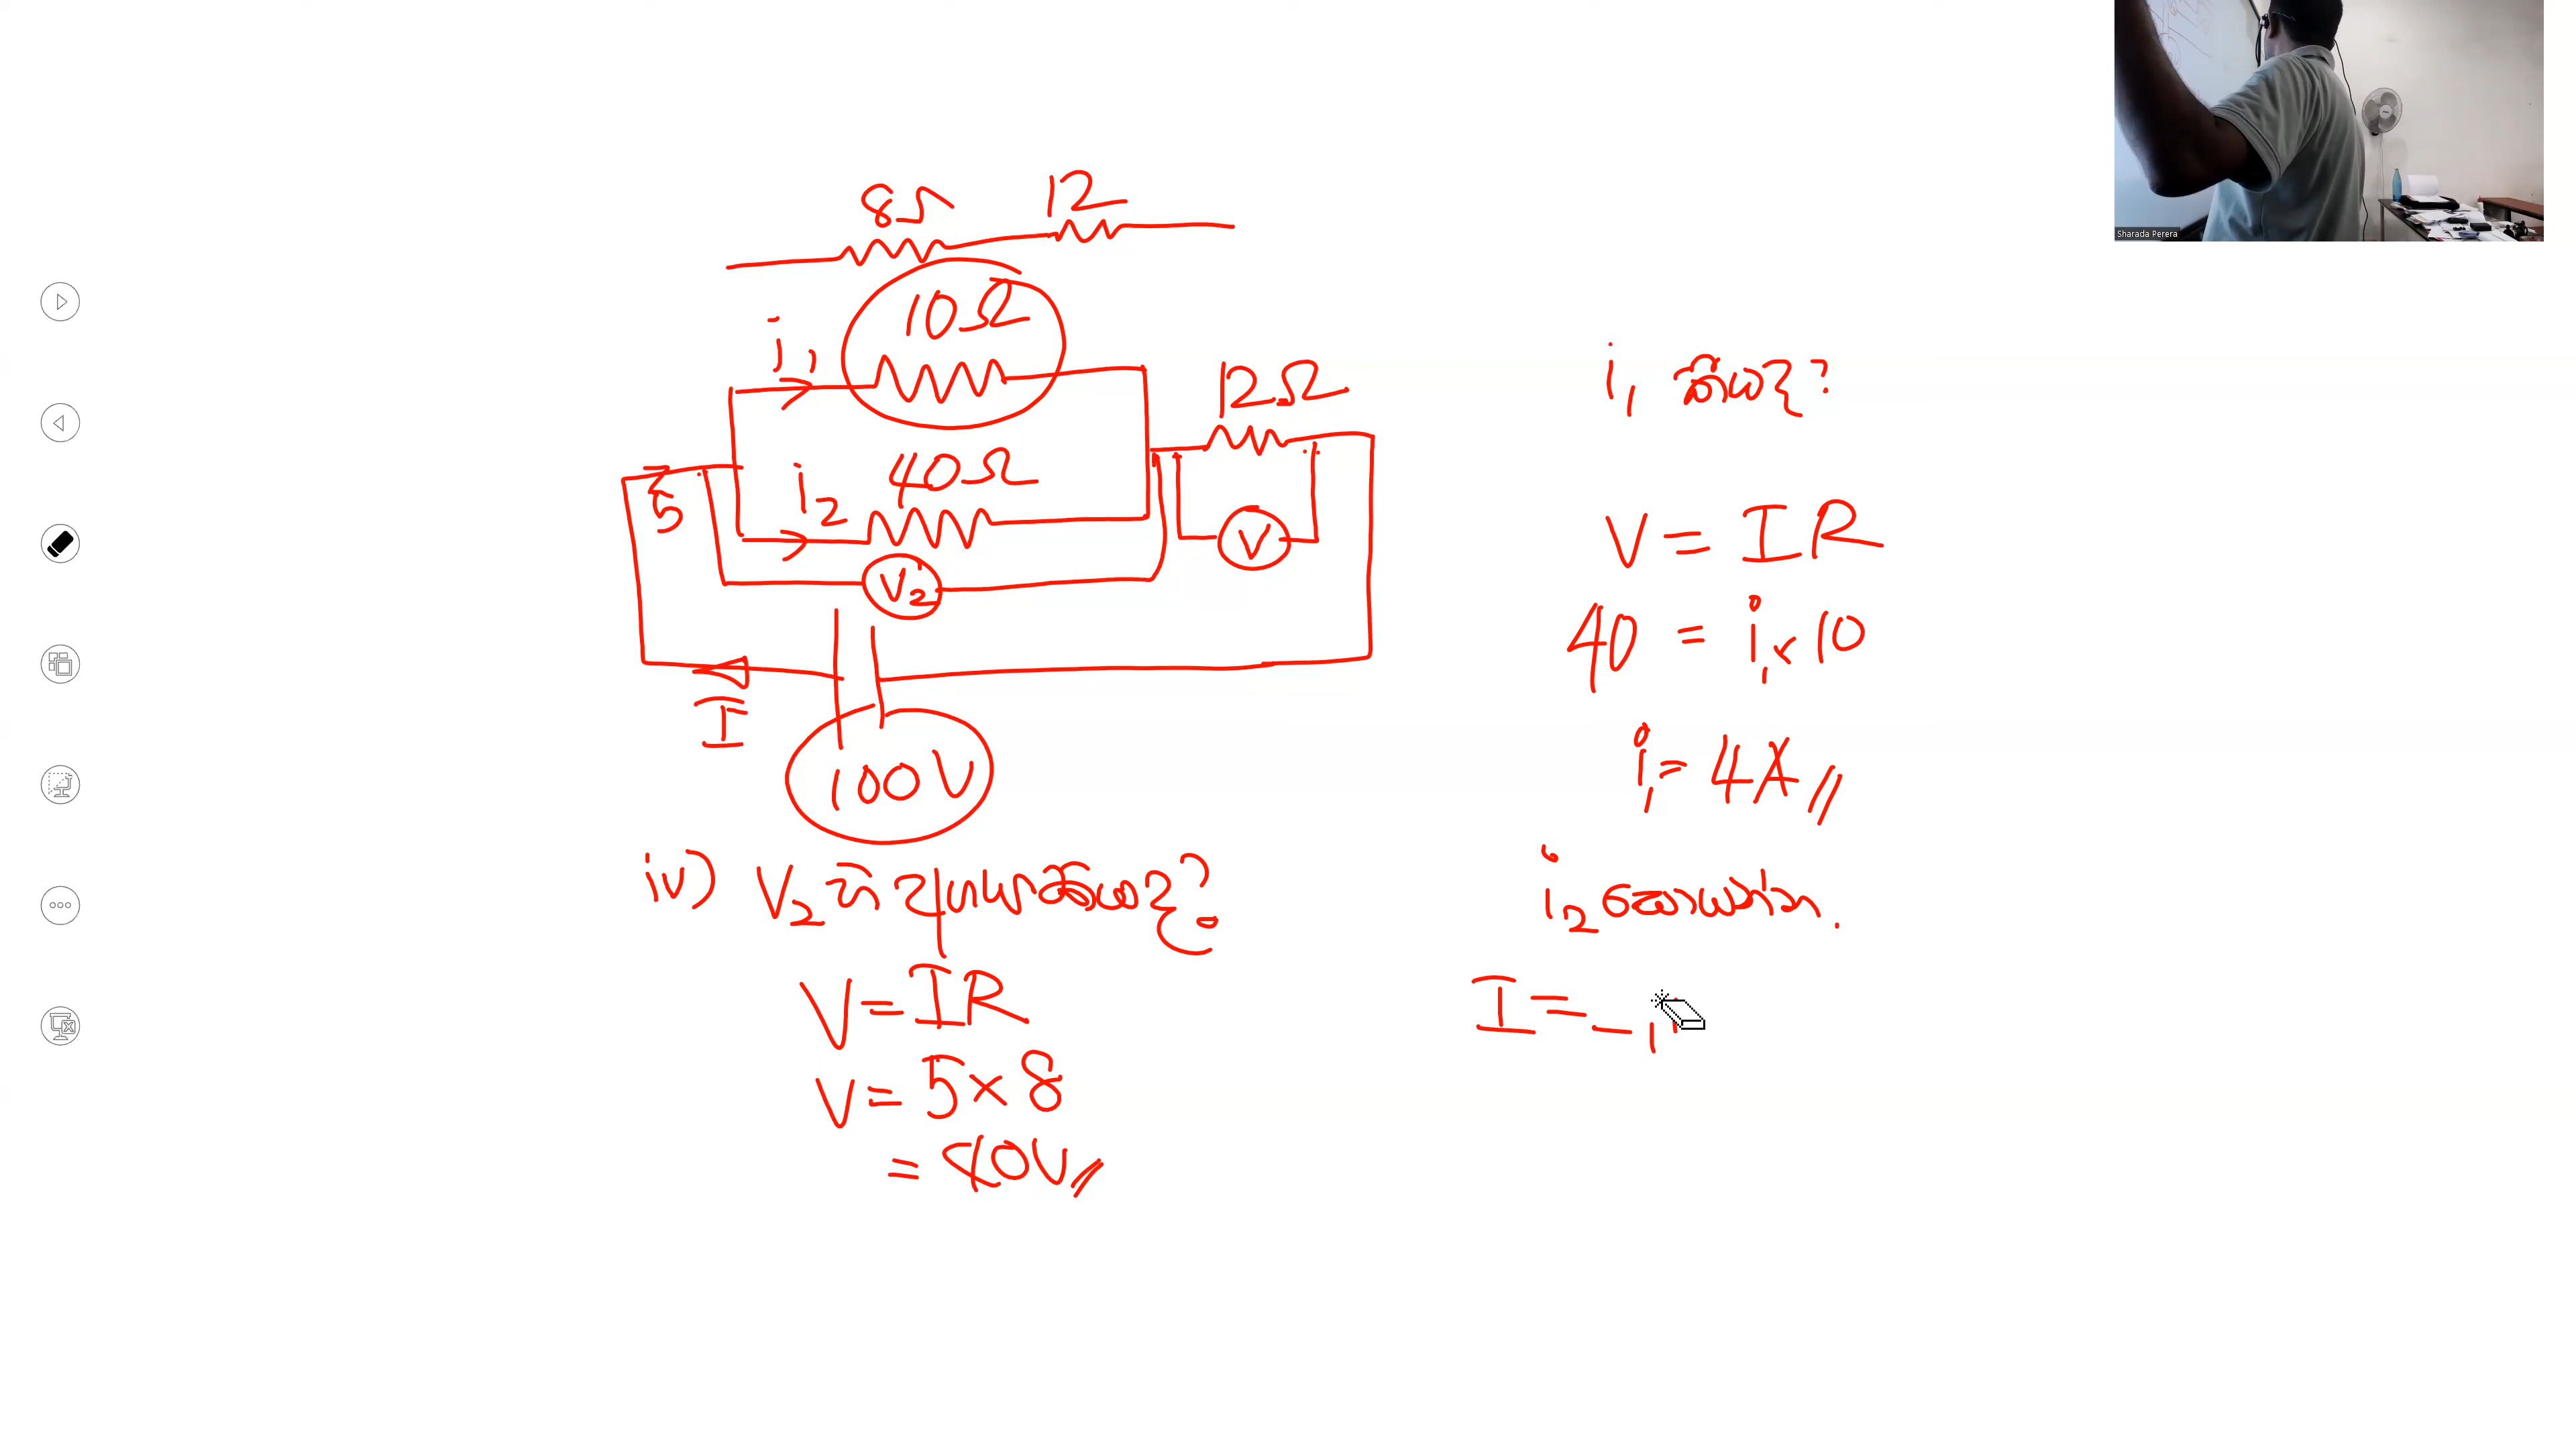 Sharada Perera
8Ω 12
10Ω
i₁
12Ω
40Ω
i₂
5
V
V₂
I
100V
iv) V₂ හි අගය කීයද?
V = IR
V = 5 × 8
= 40V //
i₁ කීයද?
V = IR
40 = i₁ × 10
i₁ = 4A //
i₂ සොයන්න.
I =